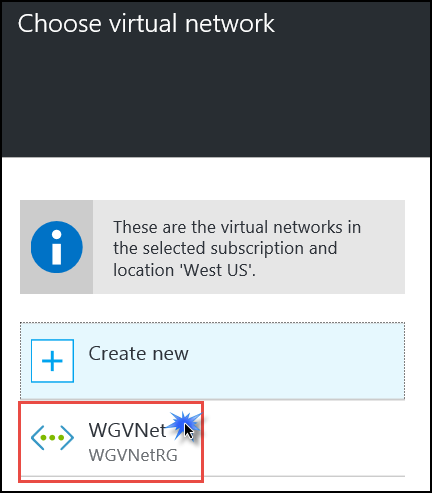 Choose virtual network
These are the virtual networks in
the selected subscription and
location 'West US'.
Create new
WGVNet
WGVNetRG